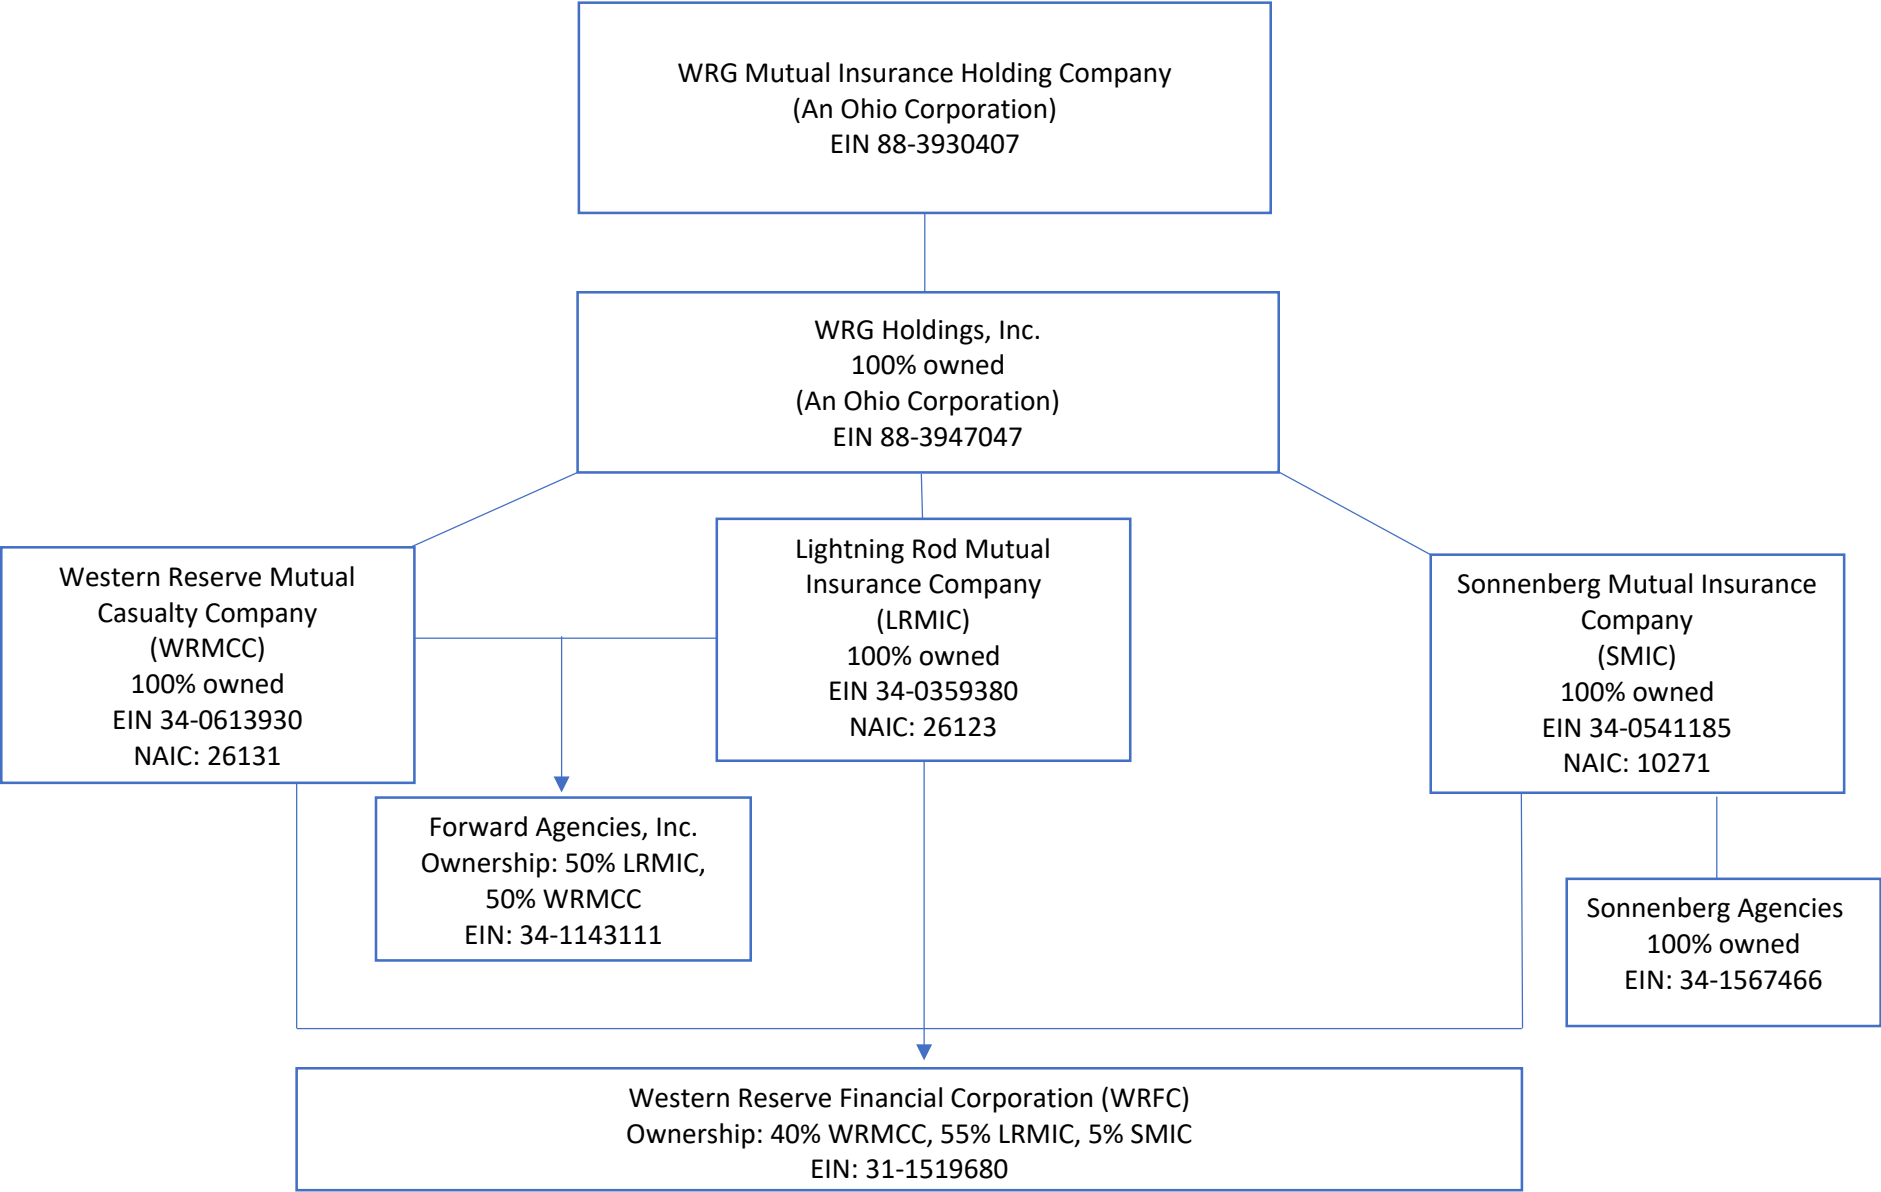 WRG Mutual Insurance Holding Company
(An Ohio Corporation)
EIN 88-3930407
WRG Holdings, Inc.
100% owned
(An Ohio Corporation)
EIN 88-3947047
Western Reserve Mutual
Casualty Company
(WRMCC)
100% owned
EIN 34-0613930
NAIC: 26131
Lightning Rod Mutual
Insurance Company
(LRMIC)
100% owned
EIN 34-0359380
NAIC: 26123
Sonnenberg Mutual Insurance
Company
(SMIC)
100% owned
EIN 34-0541185
NAIC: 10271
Forward Agencies, Inc.
Ownership: 50% LRMIC,
50% WRMCC
EIN: 34-1143111
Sonnenberg Agencies
100% owned
EIN: 34-1567466
Western Reserve Financial Corporation (WRFC)
Ownership: 40% WRMCC, 55% LRMIC, 5% SMIC
EIN: 31-1519680